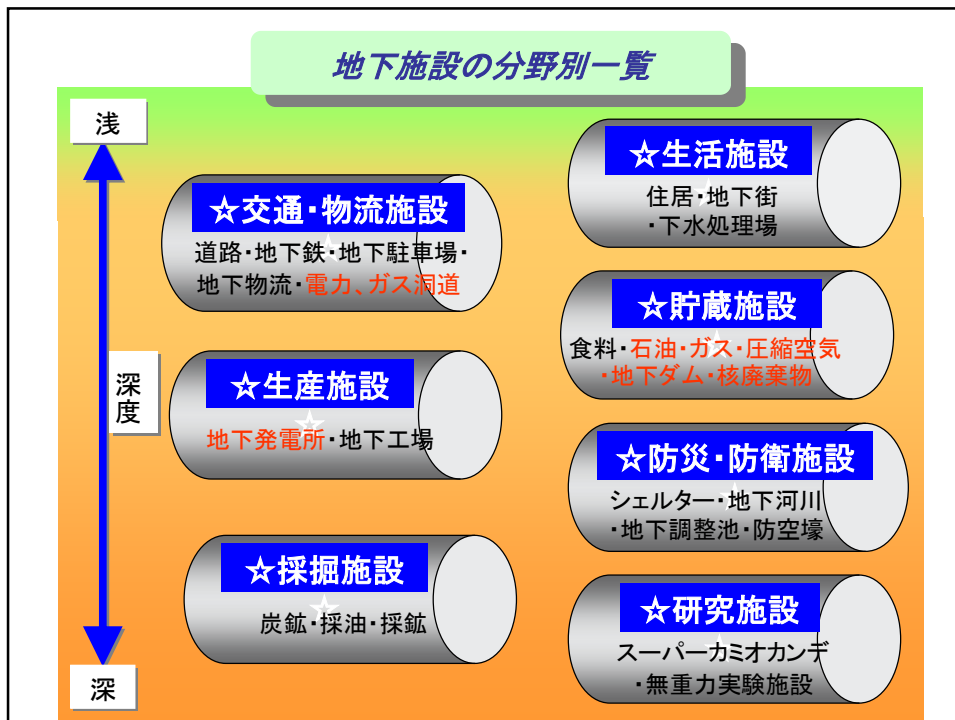 地下施設の分野別一覧
浅
深度
深
☆交通・物流施設
道路・地下鉄・地下駐車場・
地下物流・電力、ガス洞道
☆生産施設
地下発電所・地下工場
☆採掘施設
炭鉱・採油・採鉱
☆生活施設
住居・地下街
・下水処理場
☆貯蔵施設
食料・石油・ガス・圧縮空気
・地下ダム・核廃棄物
☆防災・防衛施設
シェルター・地下河川
・地下調整池・防空壕
☆研究施設
スーパーカミオカンデ
・無重力実験施設